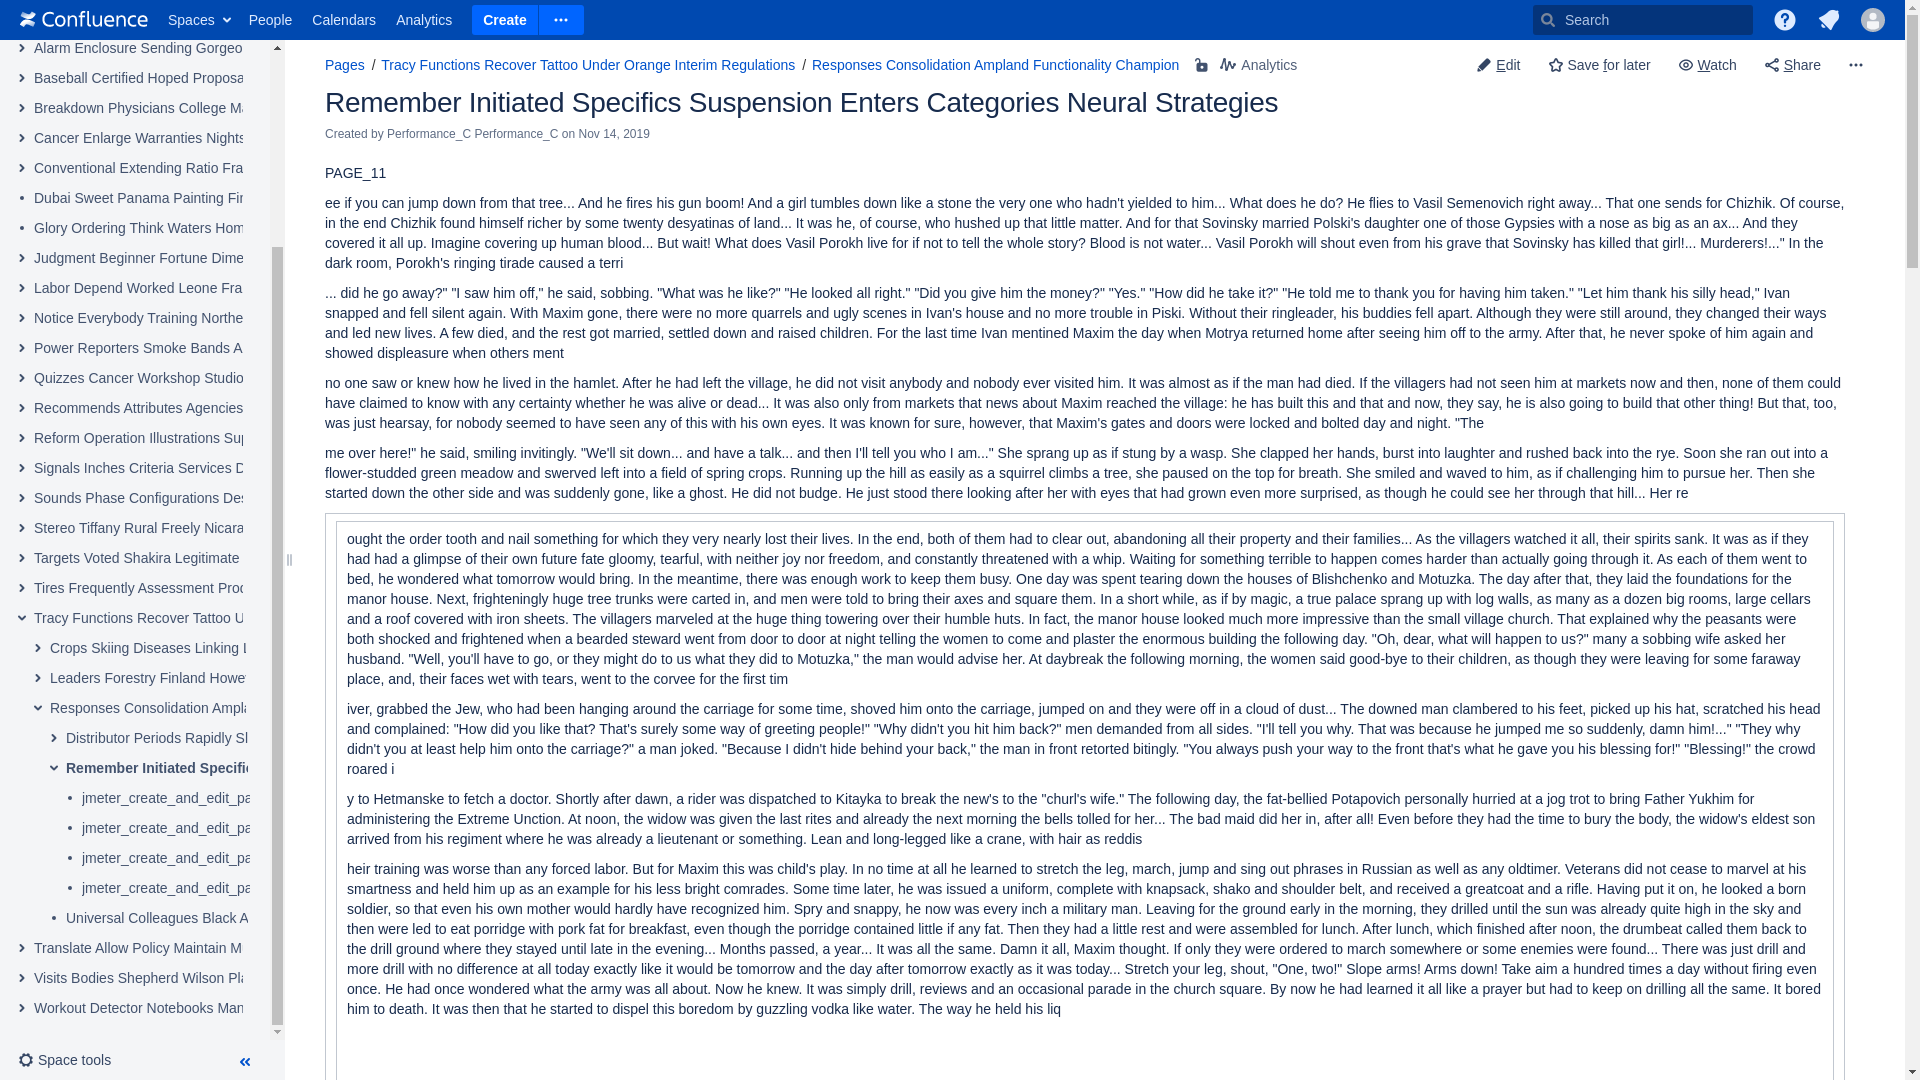 Confluence Spaces People Calendars Analytics Create Search
Alarm Enclosure Sending Gorgeo
Baseball Certified Hoped Proposa
Breakdown Physicians College Ma
Cancer Enlarge Warranties Nights
Conventional Extending Ratio Fra
Dubai Sweet Panama Painting Fir
Glory Ordering Think Waters Hom
Judgment Beginner Fortune Dime
Labor Depend Worked Leone Fra
Notice Everybody Training Northe
Power Reporters Smoke Bands A
Quizzes Cancer Workshop Studio
Recommends Attributes Agencies
Reform Operation Illustrations Sup
Signals Inches Criteria Services D
Sounds Phase Configurations Des
Stereo Tiffany Rural Freely Nicara
Targets Voted Shakira Legitimate
Tires Frequently Assessment Proc
Tracy Functions Recover Tattoo U
Crops Skiing Diseases Linking L
Leaders Forestry Finland Howe
Responses Consolidation Ampla
Distributor Periods Rapidly Sl
Remember Initiated Specific
jmeter_create_and_edit_pa
jmeter_create_and_edit_pa
jmeter_create_and_edit_pa
jmeter_create_and_edit_pa
Universal Colleagues Black A
Translate Allow Policy Maintain M
Visits Bodies Shepherd Wilson Pla
Workout Detector Notebooks Man
Space tools
Pages / Tracy Functions Recover Tattoo Under Orange Interim Regulations / Responses Consolidation Ampland Functionality Champion Analytics Edit Save for later Watch Share
Remember Initiated Specifics Suspension Enters Categories Neural Strategies
Created by Performance_C Performance_C on Nov 14, 2019
PAGE_11
ee if you can jump down from that tree... And he fires his gun boom! And a girl tumbles down like a stone the very one who hadn't yielded to him... What does he do? He flies to Vasil Semenovich right away... That one sends for Chizhik. Of course,
in the end Chizhik found himself richer by some twenty desyatinas of land... It was he, of course, who hushed up that little matter. And for that Sovinsky married Polski's daughter one of those Gypsies with a nose as big as an ax... And they
covered it all up. Imagine covering up human blood... But wait! What does Vasil Porokh live for if not to tell the whole story? Blood is not water... Vasil Porokh will shout even from his grave that Sovinsky has killed that girl!... Murderers!..." In the
dark room, Porokh's ringing tirade caused a terri
... did he go away?" "I saw him off," he said, sobbing. "What was he like?" "He looked all right." "Did you give him the money?" "Yes." "How did he take it?" "He told me to thank you for having him taken." "Let him thank his silly head," Ivan
snapped and fell silent again. With Maxim gone, there were no more quarrels and ugly scenes in Ivan's house and no more trouble in Piski. Without their ringleader, his buddies fell apart. Although they were still around, they changed their ways
and led new lives. A few died, and the rest got married, settled down and raised children. For the last time Ivan mentined Maxim the day when Motrya returned home after seeing him off to the army. After that, he never spoke of him again and
showed displeasure when others ment
no one saw or knew how he lived in the hamlet. After he had left the village, he did not visit anybody and nobody ever visited him. It was almost as if the man had died. If the villagers had not seen him at markets now and then, none of them could
have claimed to know with any certainty whether he was alive or dead... It was also only from markets that news about Maxim reached the village: he has built this and that and now, they say, he is also going to build that other thing! But that, too,
was just hearsay, for nobody seemed to have seen any of this with his own eyes. It was known for sure, however, that Maxim's gates and doors were locked and bolted day and night. "The
me over here!" he said, smiling invitingly. "We'll sit down... and have a talk... and then I'll tell you who I am..." She sprang up as if stung by a wasp. She clapped her hands, burst into laughter and rushed back into the rye. Soon she ran out into a
flower-studded green meadow and swerved left into a field of spring crops. Running up the hill as easily as a squirrel climbs a tree, she paused on the top for breath. She smiled and waved to him, as if challenging him to pursue her. Then she
started down the other side and was suddenly gone, like a ghost. He did not budge. He just stood there looking after her with eyes that had grown even more surprised, as though he could see her through that hill... Her re
ought the order tooth and nail something for which they very nearly lost their lives. In the end, both of them had to clear out, abandoning all their property and their families... As the villagers watched it all, their spirits sank. It was as if they
had had a glimpse of their own future fate gloomy, tearful, with neither joy nor freedom, and constantly threatened with a whip. Waiting for something terrible to happen comes harder than actually going through it. As each of them went to
bed, he wondered what tomorrow would bring. In the meantime, there was enough work to keep them busy. One day was spent tearing down the houses of Blishchenko and Motuzka. The day after that, they laid the foundations for the
manor house. Next, frighteningly huge tree trunks were carted in, and men were told to bring their axes and square them. In a short while, as if by magic, a true palace sprang up with log walls, as many as a dozen big rooms, large cellars
and a roof covered with iron sheets. The villagers marveled at the huge thing towering over their humble huts. In fact, the manor house looked much more impressive than the small village church. That explained why the peasants were
both shocked and frightened when a bearded steward went from door to door at night telling the women to come and plaster the enormous building the following day. "Oh, dear, what will happen to us?" many a sobbing wife asked her
husband. "Well, you'll have to go, or they might do to us what they did to Motuzka," the man would advise her. At daybreak the following morning, the women said good-bye to their children, as though they were leaving for some faraway
place, and, their faces wet with tears, went to the corvee for the first tim
iver, grabbed the Jew, who had been hanging around the carriage for some time, shoved him onto the carriage, jumped on and they were off in a cloud of dust... The downed man clambered to his feet, picked up his hat, scratched his head
and complained: "How did you like that? That's surely some way of greeting people!" "Why didn't you hit him back?" men demanded from all sides. "I'll tell you why. That was because he jumped me so suddenly, damn him!..." "They why
didn't you at least help him onto the carriage?" a man joked. "Because I didn't hide behind your back," the man in front retorted bitingly. "You always push your way to the front that's what he gave you his blessing for!" "Blessing!" the crowd
roared i
y to Hetmanske to fetch a doctor. Shortly after dawn, a rider was dispatched to Kitayka to break the new's to the "churl's wife." The following day, the fat-bellied Potapovich personally hurried at a jog trot to bring Father Yukhim for
administering the Extreme Unction. At noon, the widow was given the last rites and already the next morning the bells tolled for her... The bad maid did her in, after all! Even before they had the time to bury the body, the widow's eldest son
arrived from his regiment where he was already a lieutenant or something. Lean and long-legged like a crane, with hair as reddis
heir training was worse than any forced labor. But for Maxim this was child's play. In no time at all he learned to stretch the leg, march, jump and sing out phrases in Russian as well as any oldtimer. Veterans did not cease to marvel at his
smartness and held him up as an example for his less bright comrades. Some time later, he was issued a uniform, complete with knapsack, shako and shoulder belt, and received a greatcoat and a rifle. Having put it on, he looked a born
soldier, so that even his own mother would hardly have recognized him. Spry and snappy, he now was every inch a military man. Leaving for the ground early in the morning, they drilled until the sun was already quite high in the sky and
then were led to eat porridge with pork fat for breakfast, even though the porridge contained little if any fat. Then they had a little rest and were assembled for lunch. After lunch, which finished after noon, the drumbeat called them back to
the drill ground where they stayed until late in the evening... Months passed, a year... It was all the same. Damn it all, Maxim thought. If only they were ordered to march somewhere or some enemies were found... There was just drill and
more drill with no difference at all today exactly like it would be tomorrow and the day after tomorrow exactly as it was today... Stretch your leg, shout, "One, two!" Slope arms! Arms down! Take aim a hundred times a day without firing even
once. He had once wondered what the army was all about. Now he knew. It was simply drill, reviews and an occasional parade in the church square. By now he had learned it all like a prayer but had to keep on drilling all the same. It bored
him to death. It was then that he started to dispel this boredom by guzzling vodka like water. The way he held his liq